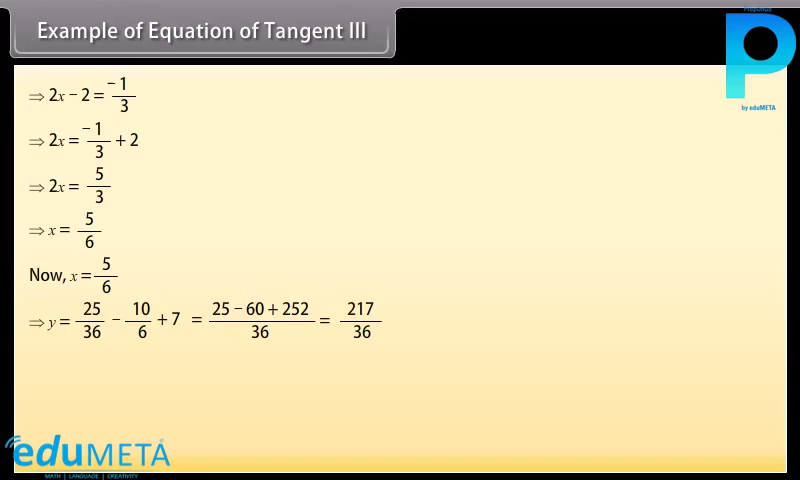 Example of Equation of Tangent III
Prepzonas
P
by eduMETA
⇒ 2x − 2 = −1/3
⇒ 2x = −1/3 + 2
⇒ 2x = 5/3
⇒ x = 5/6
Now, x = 5/6
⇒ y = 25/36 − 10/6 + 7 = (25 − 60 + 252)/36 = 217/36
eduMETA
MATH | LANGUAGE | CREATIVITY